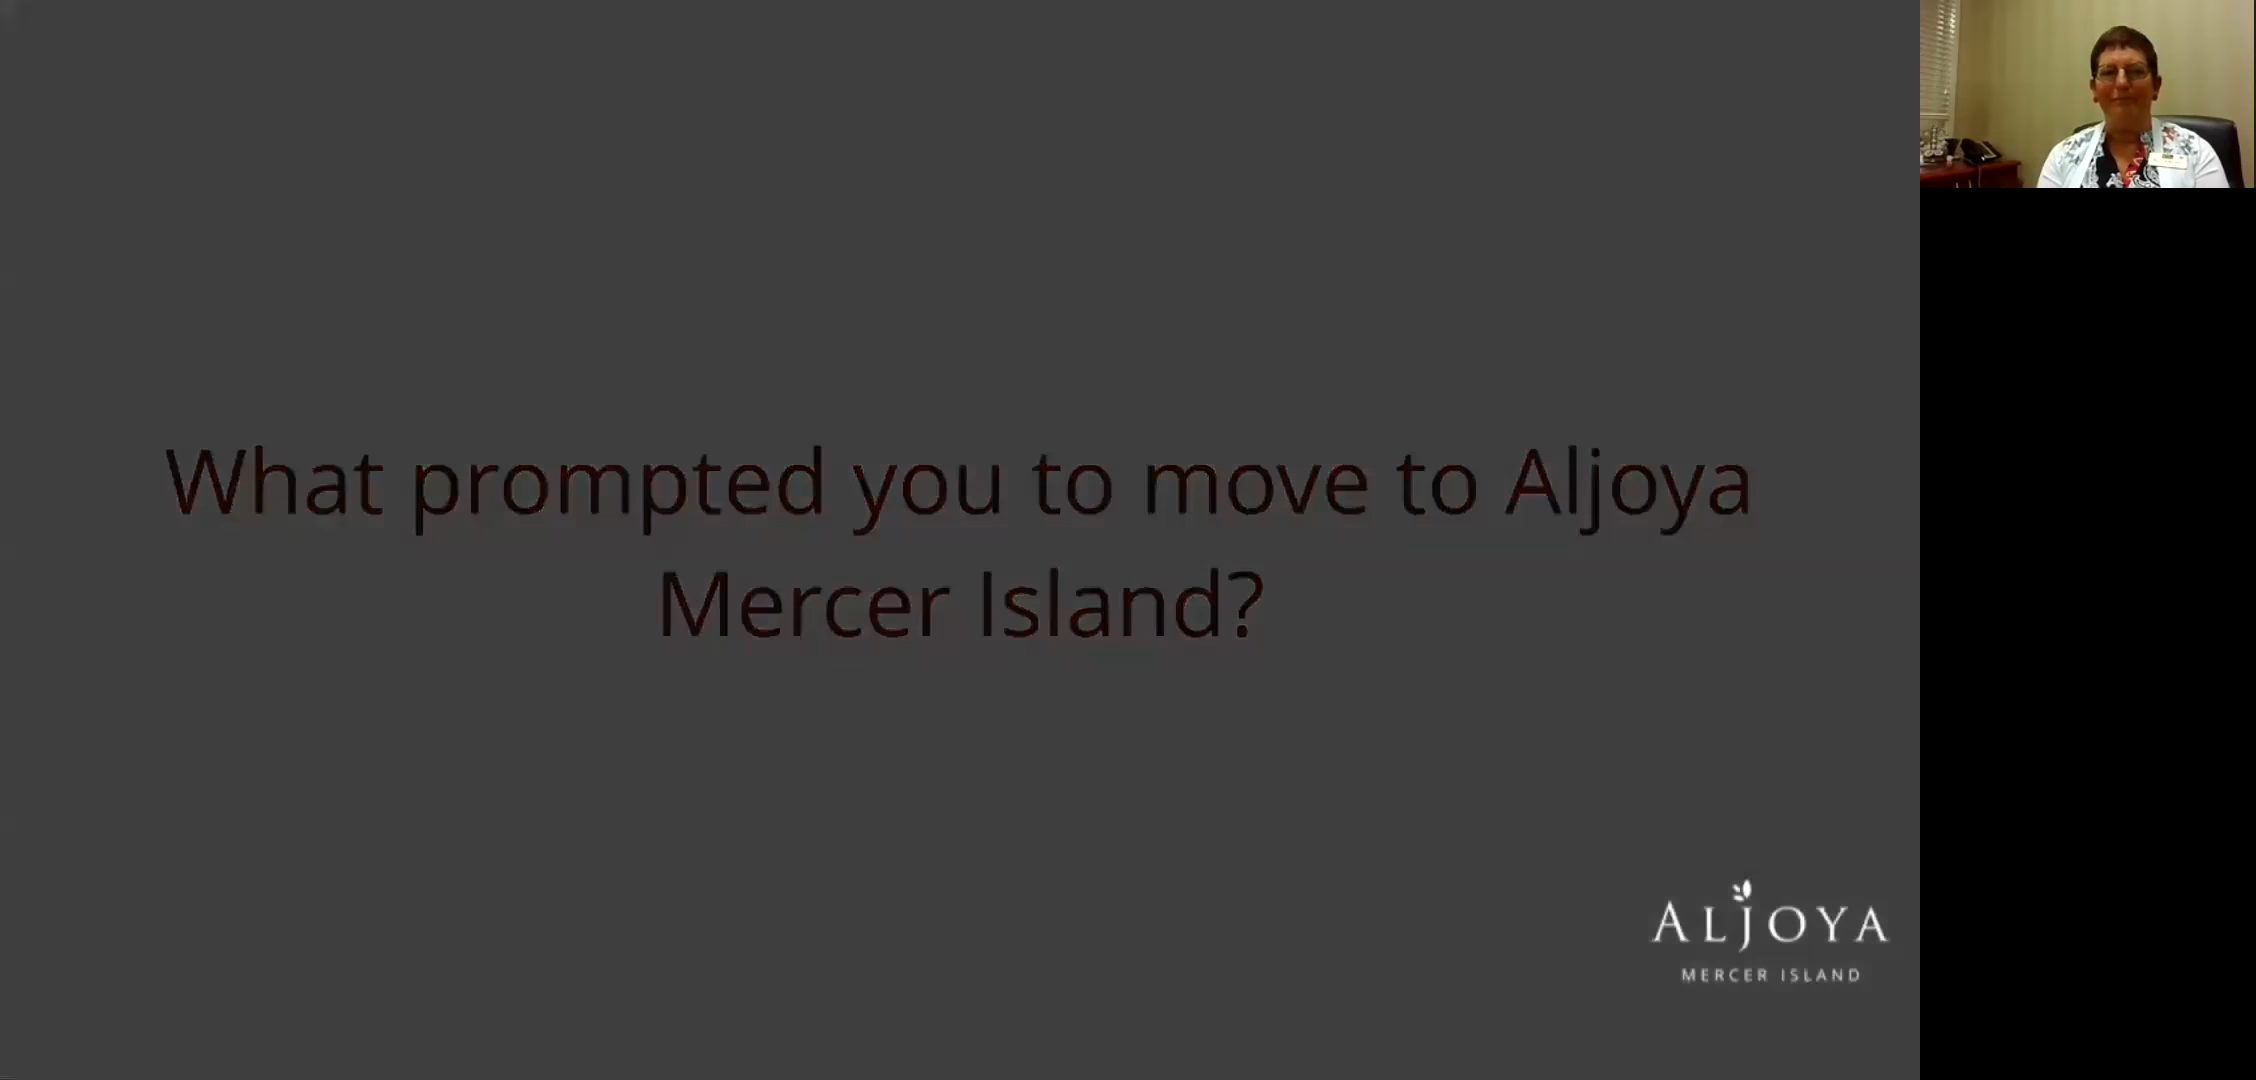 What prompted you to move to Aljoya
Mercer Island?
ALJOYA
MERCER ISLAND